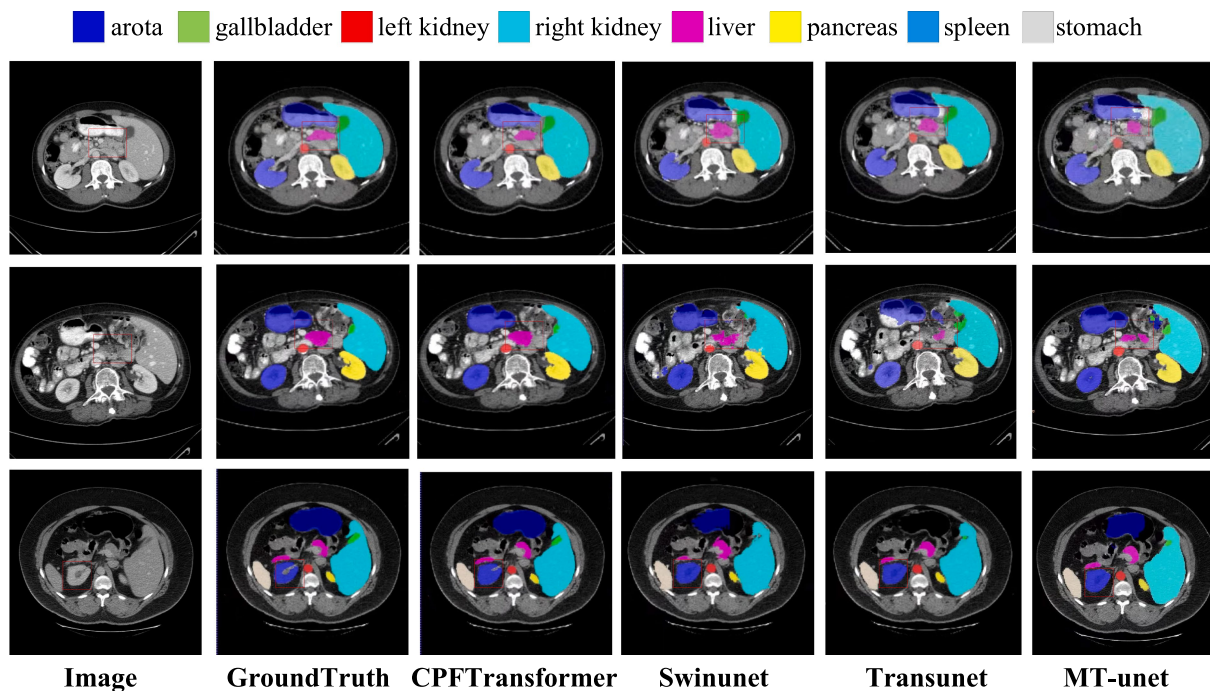 arota gallbladder left kidney right kidney liver pancreas spleen stomach
Image GroundTruth CPFTransformer Swinunet Transunet MT-unet